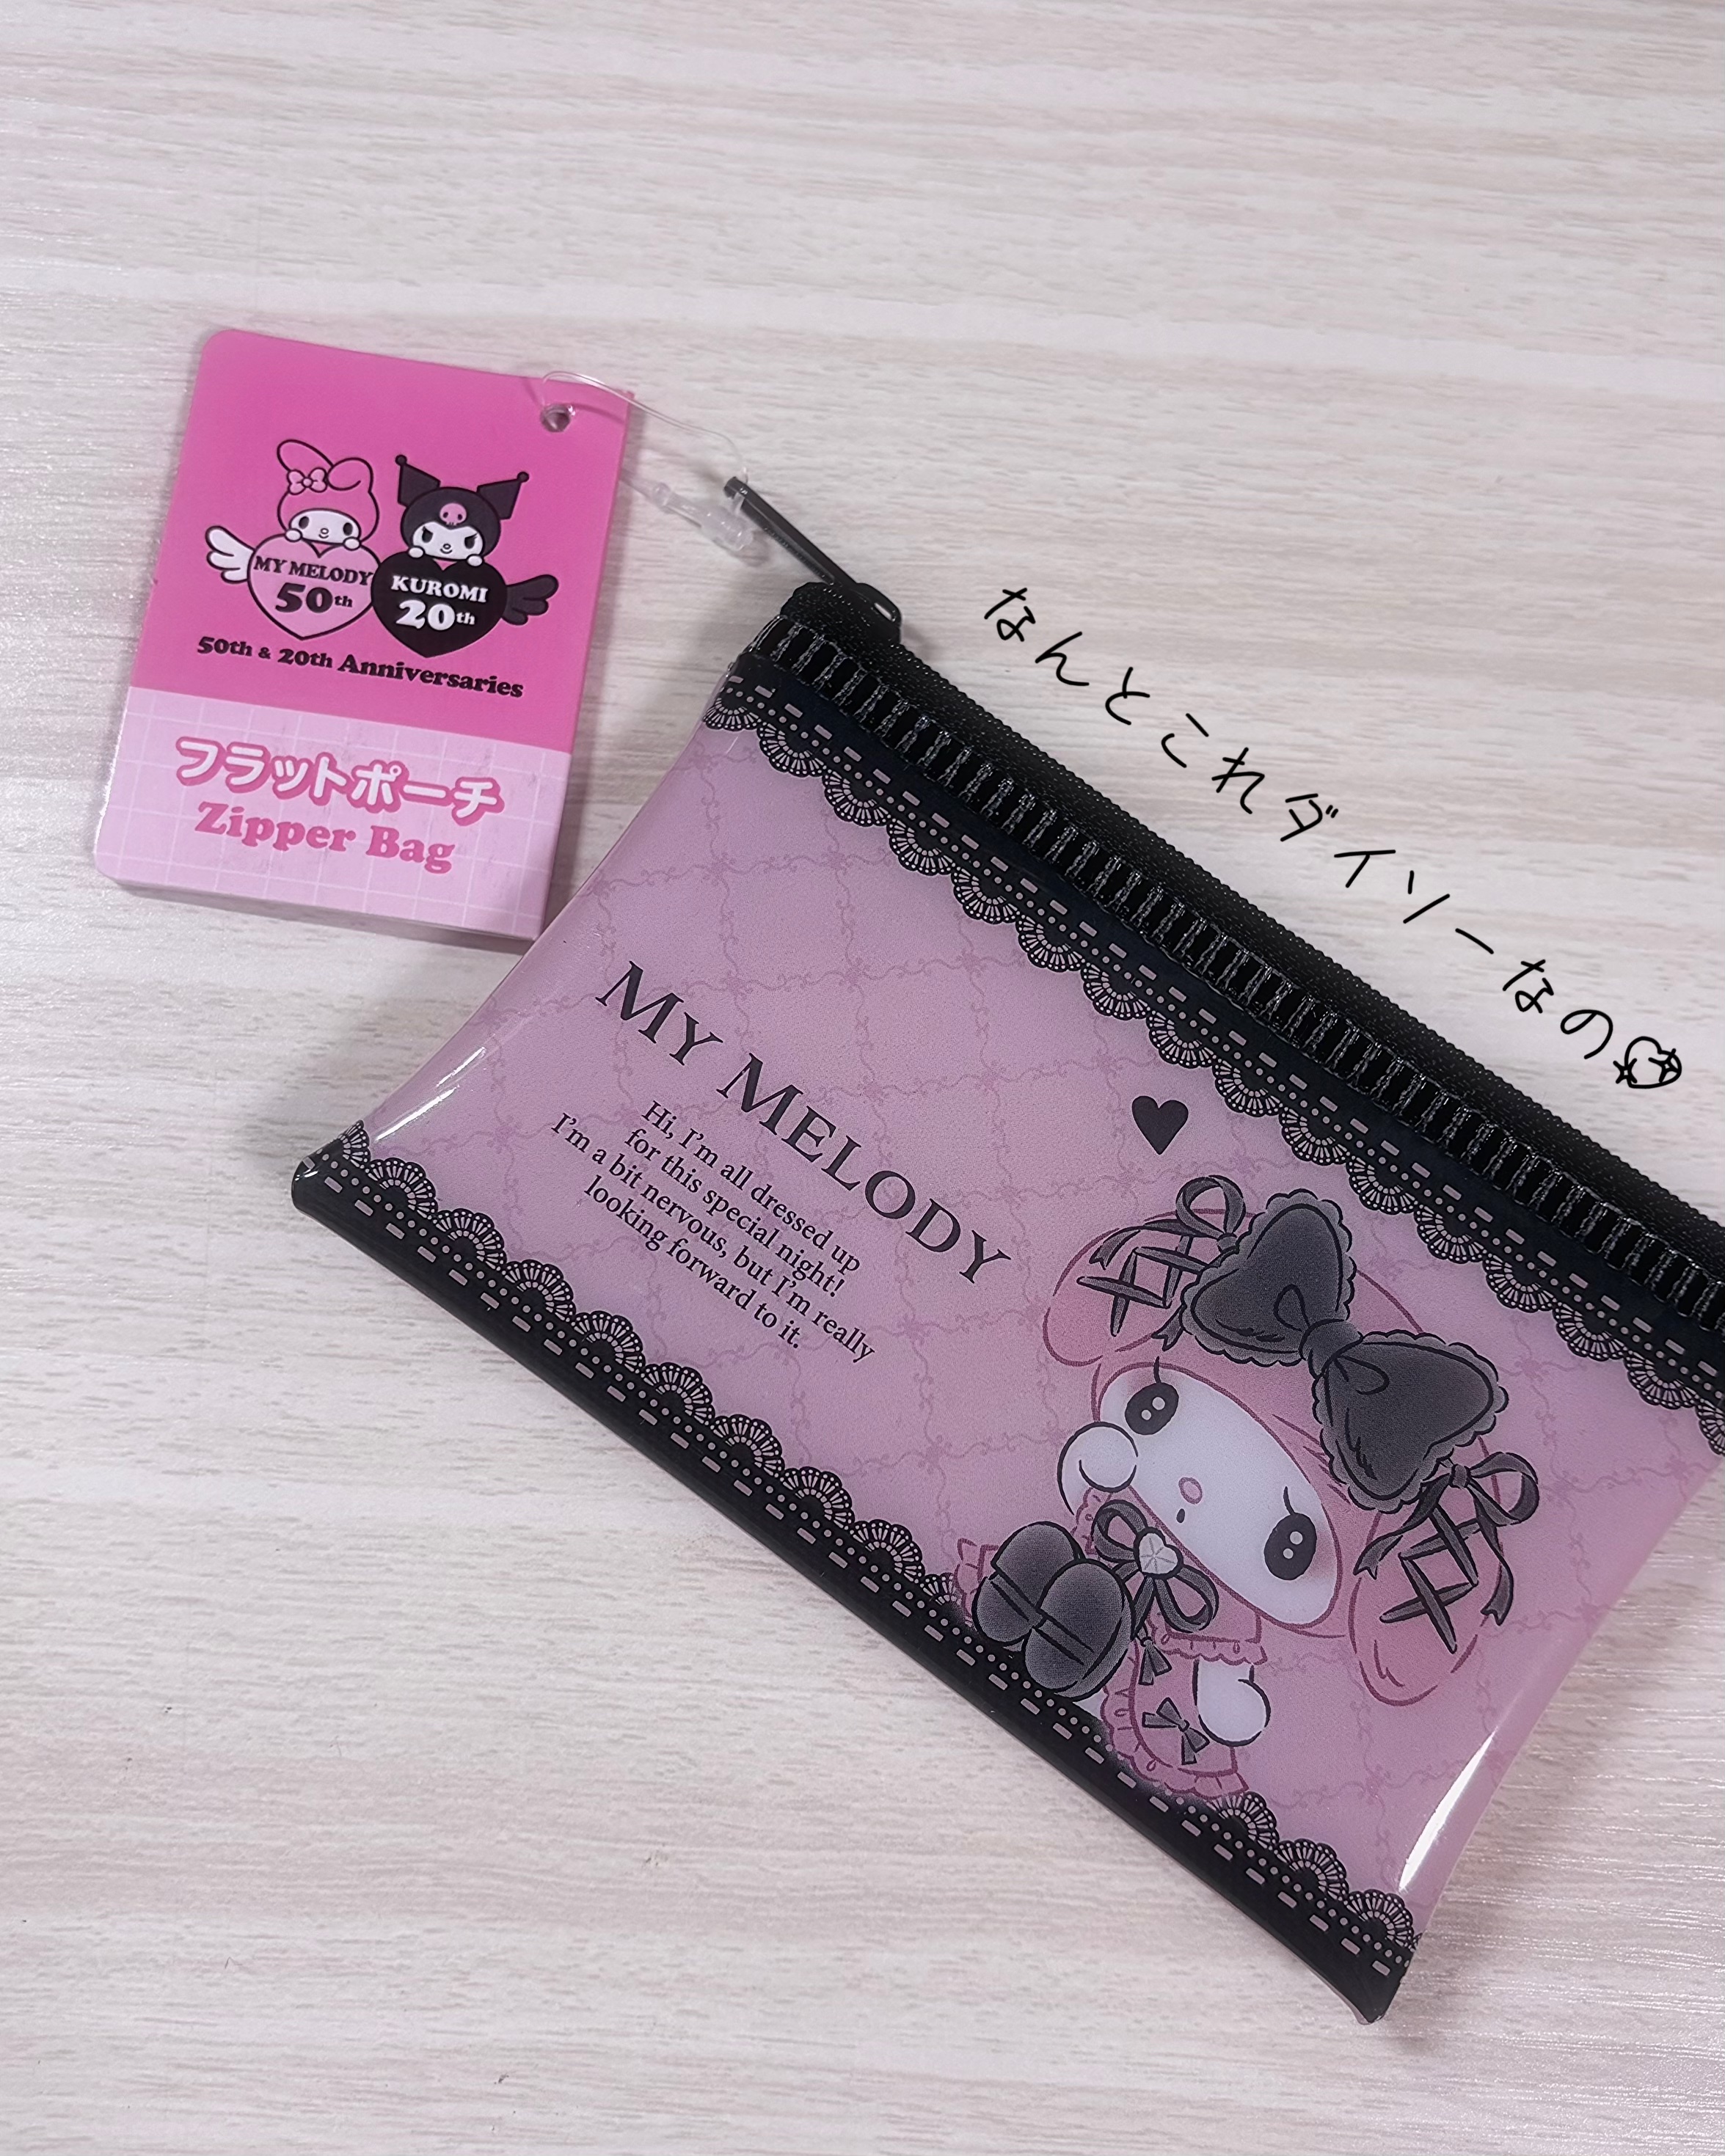 MY MELODY
50th
KUROMI
20th
50th & 20th Anniversaries
フラットポーチ
Zipper Bag
なんとこれダイソーなの
MY MELODY
Hi, I'm all dressed up
for this special night!
I'm a bit nervous, but I'm really
looking forward to it.